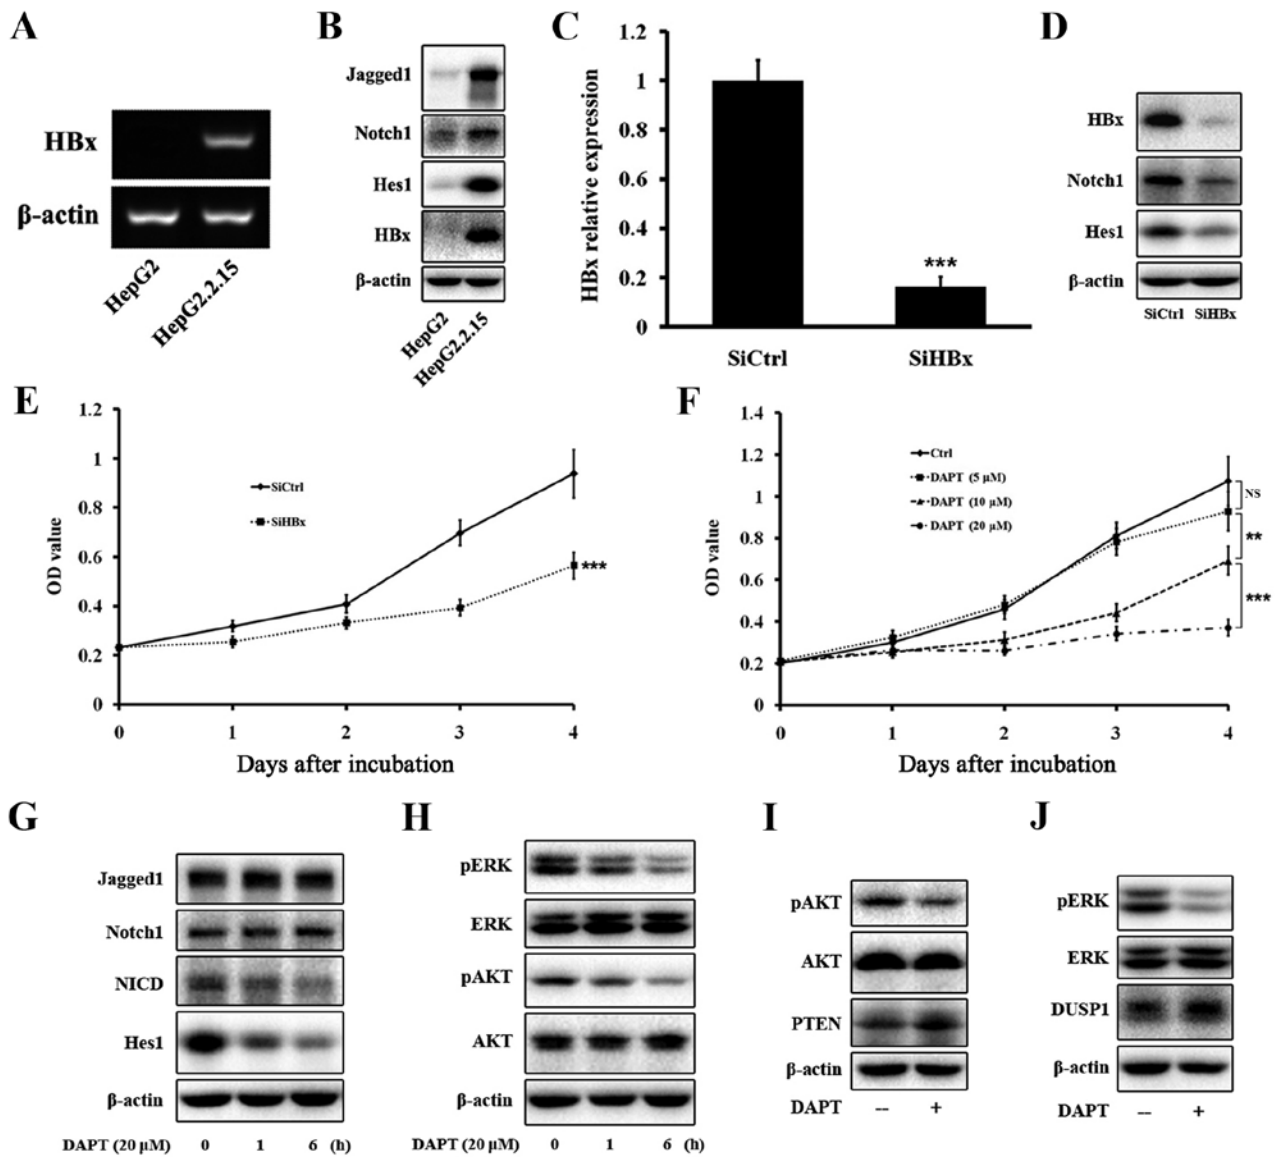 A
HBx
β-actin
HepG2
HepG2.2.15
B
Jagged1
Notch1
Hes1
HBx
β-actin
HepG2
HepG2.2.15
C
HBx relative expression
1.2
1
0.8
0.6
0.4
0.2
0
***
SiCtrl SiHBx
D
HBx
Notch1
Hes1
β-actin
SiCtrl SiHBx
E
OD value
1.2
1
0.8
0.6
0.4
0.2
0
SiCtrl
SiHBx
***
0 1 2 3 4
Days after incubation
F
OD value
1.4
1.2
1
0.8
0.6
0.4
0.2
0
Ctrl
DAPT (5 μM)
DAPT (10 μM)
DAPT (20 μM)
NS
**
***
0 1 2 3 4
Days after incubation
G
Jagged1
Notch1
NICD
Hes1
β-actin
DAPT (20 μM) 0 1 6 (h)
H
pERK
ERK
pAKT
AKT
β-actin
DAPT (20 μM) 0 1 6 (h)
I
pAKT
AKT
PTEN
β-actin
DAPT -- +
J
pERK
ERK
DUSP1
β-actin
DAPT -- +